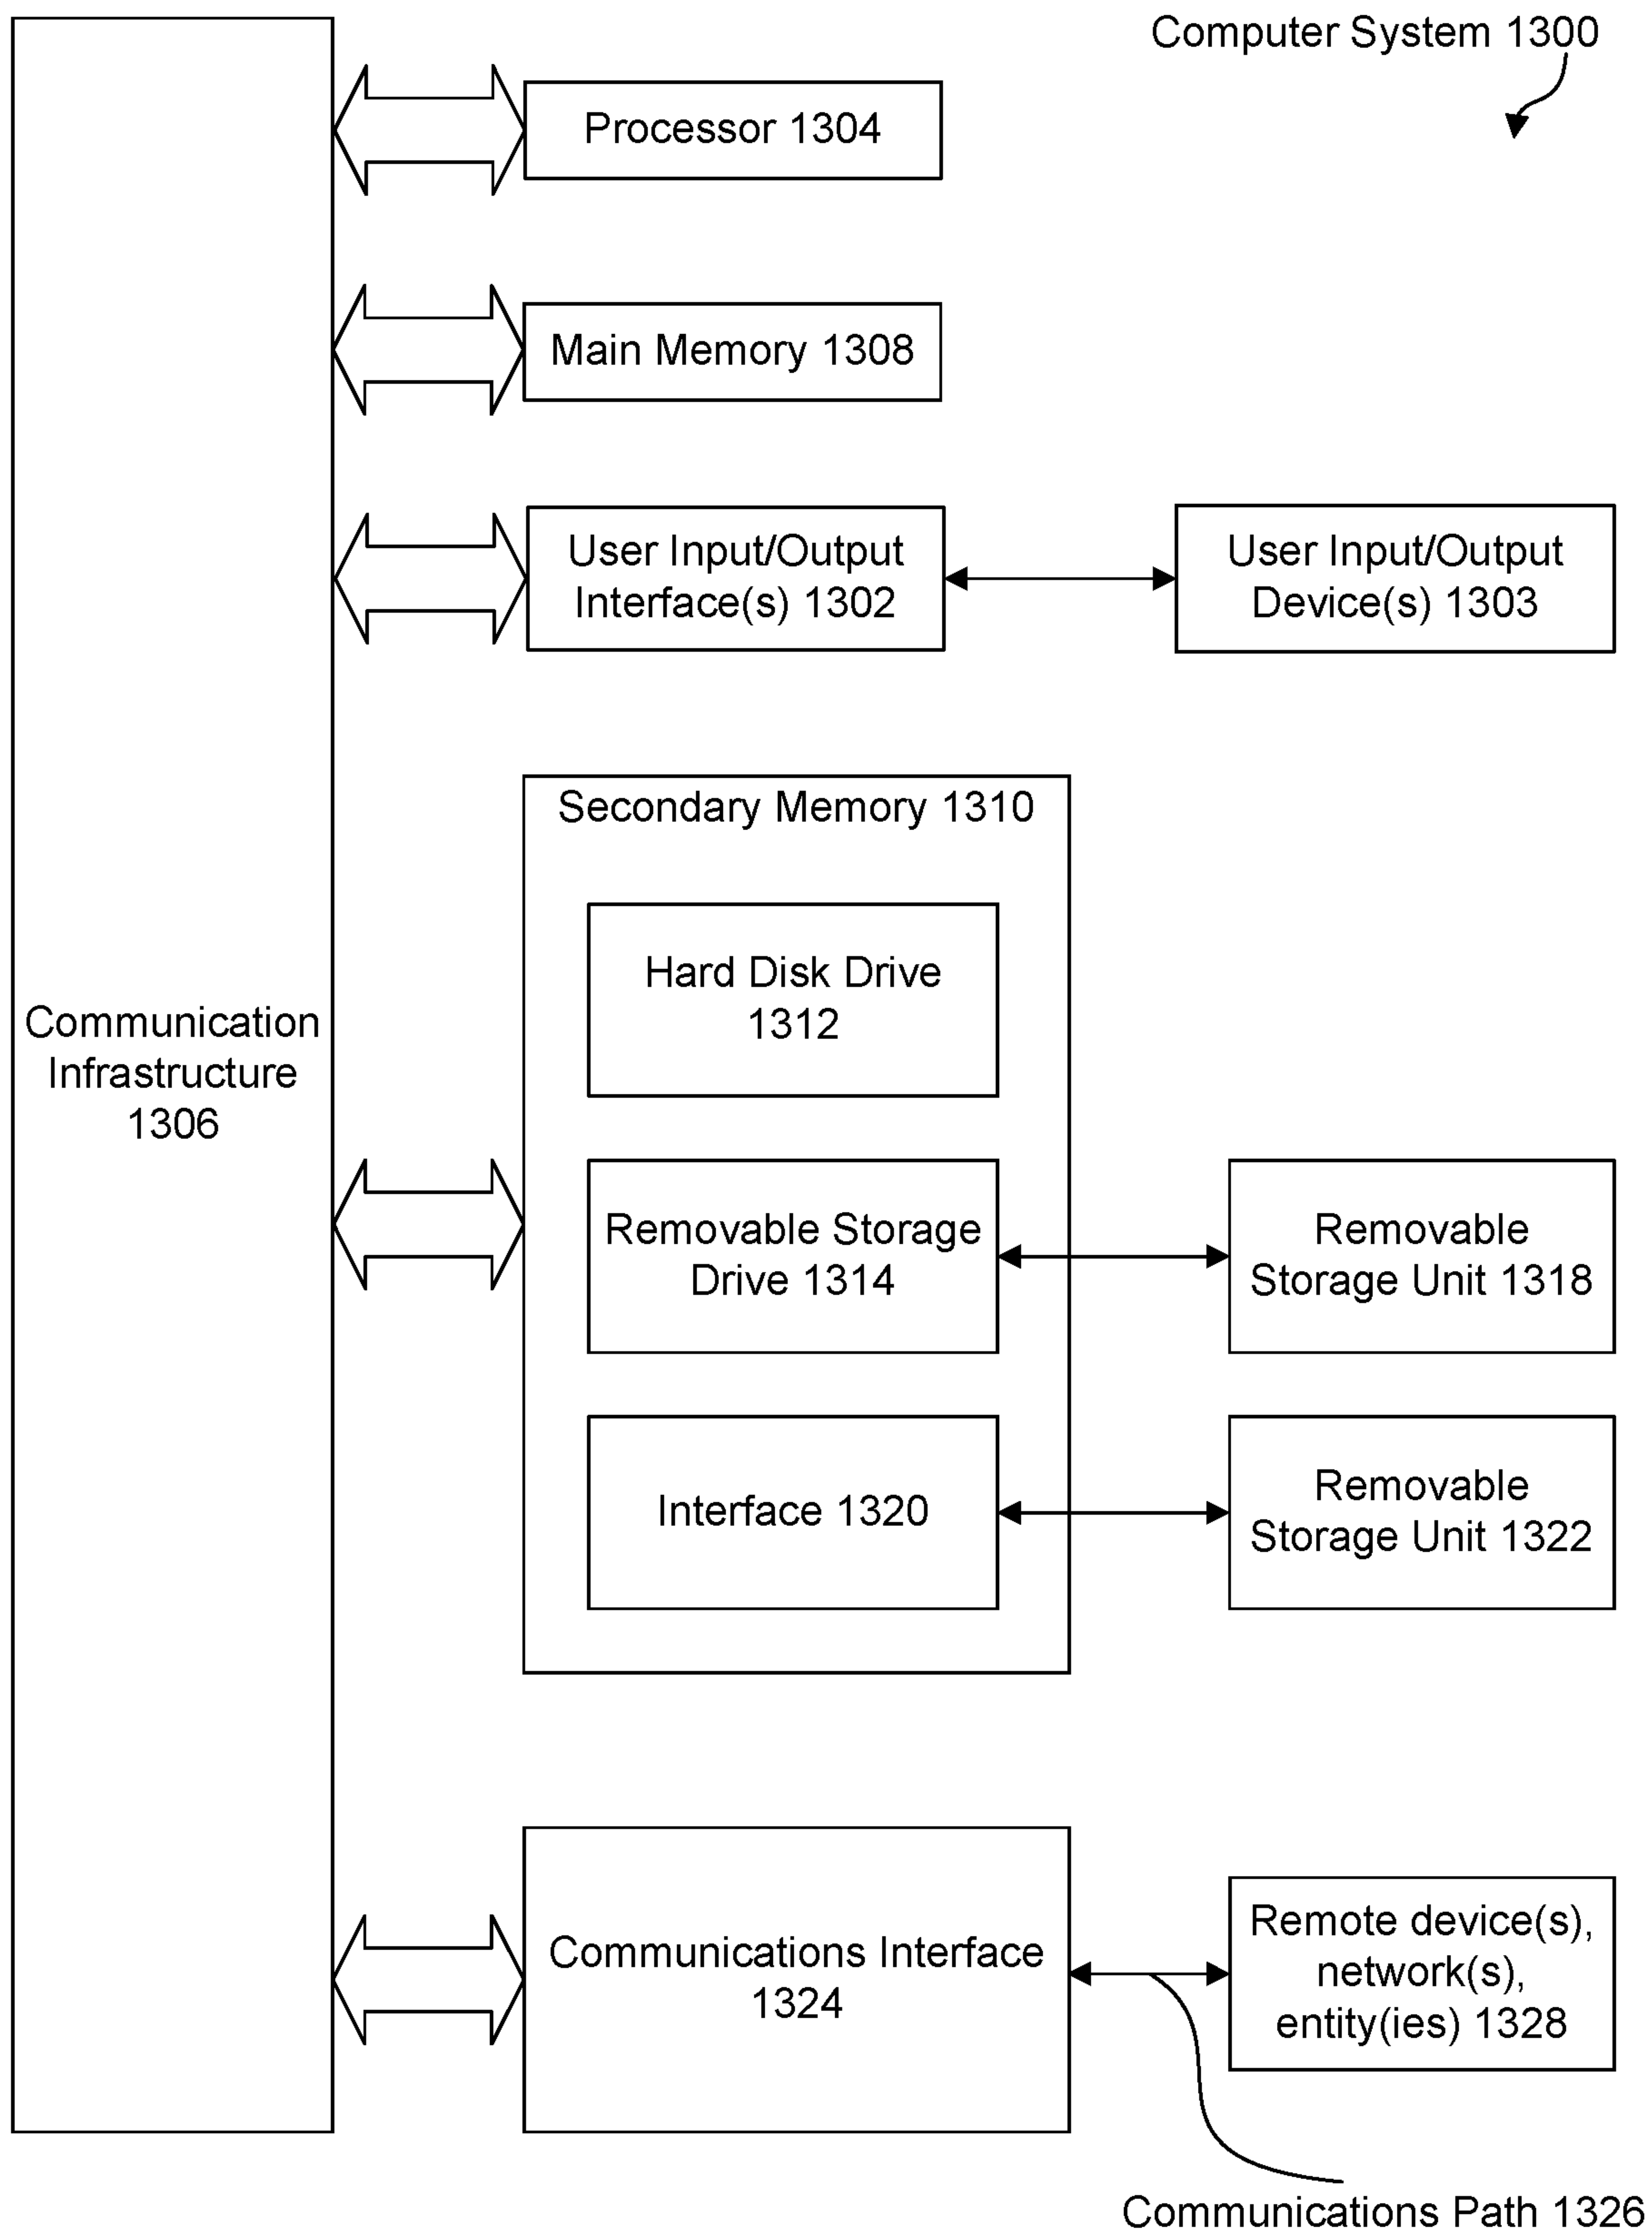 Computer System 1300
Processor 1304
Main Memory 1308
User Input/Output
Interface(s) 1302
User Input/Output
Device(s) 1303
Secondary Memory 1310
Hard Disk Drive
1312
Communication
Infrastructure
1306
Removable Storage
Drive 1314
Removable
Storage Unit 1318
Interface 1320
Removable
Storage Unit 1322
Communications Interface
1324
Remote device(s),
network(s),
entity(ies) 1328
Communications Path 1326